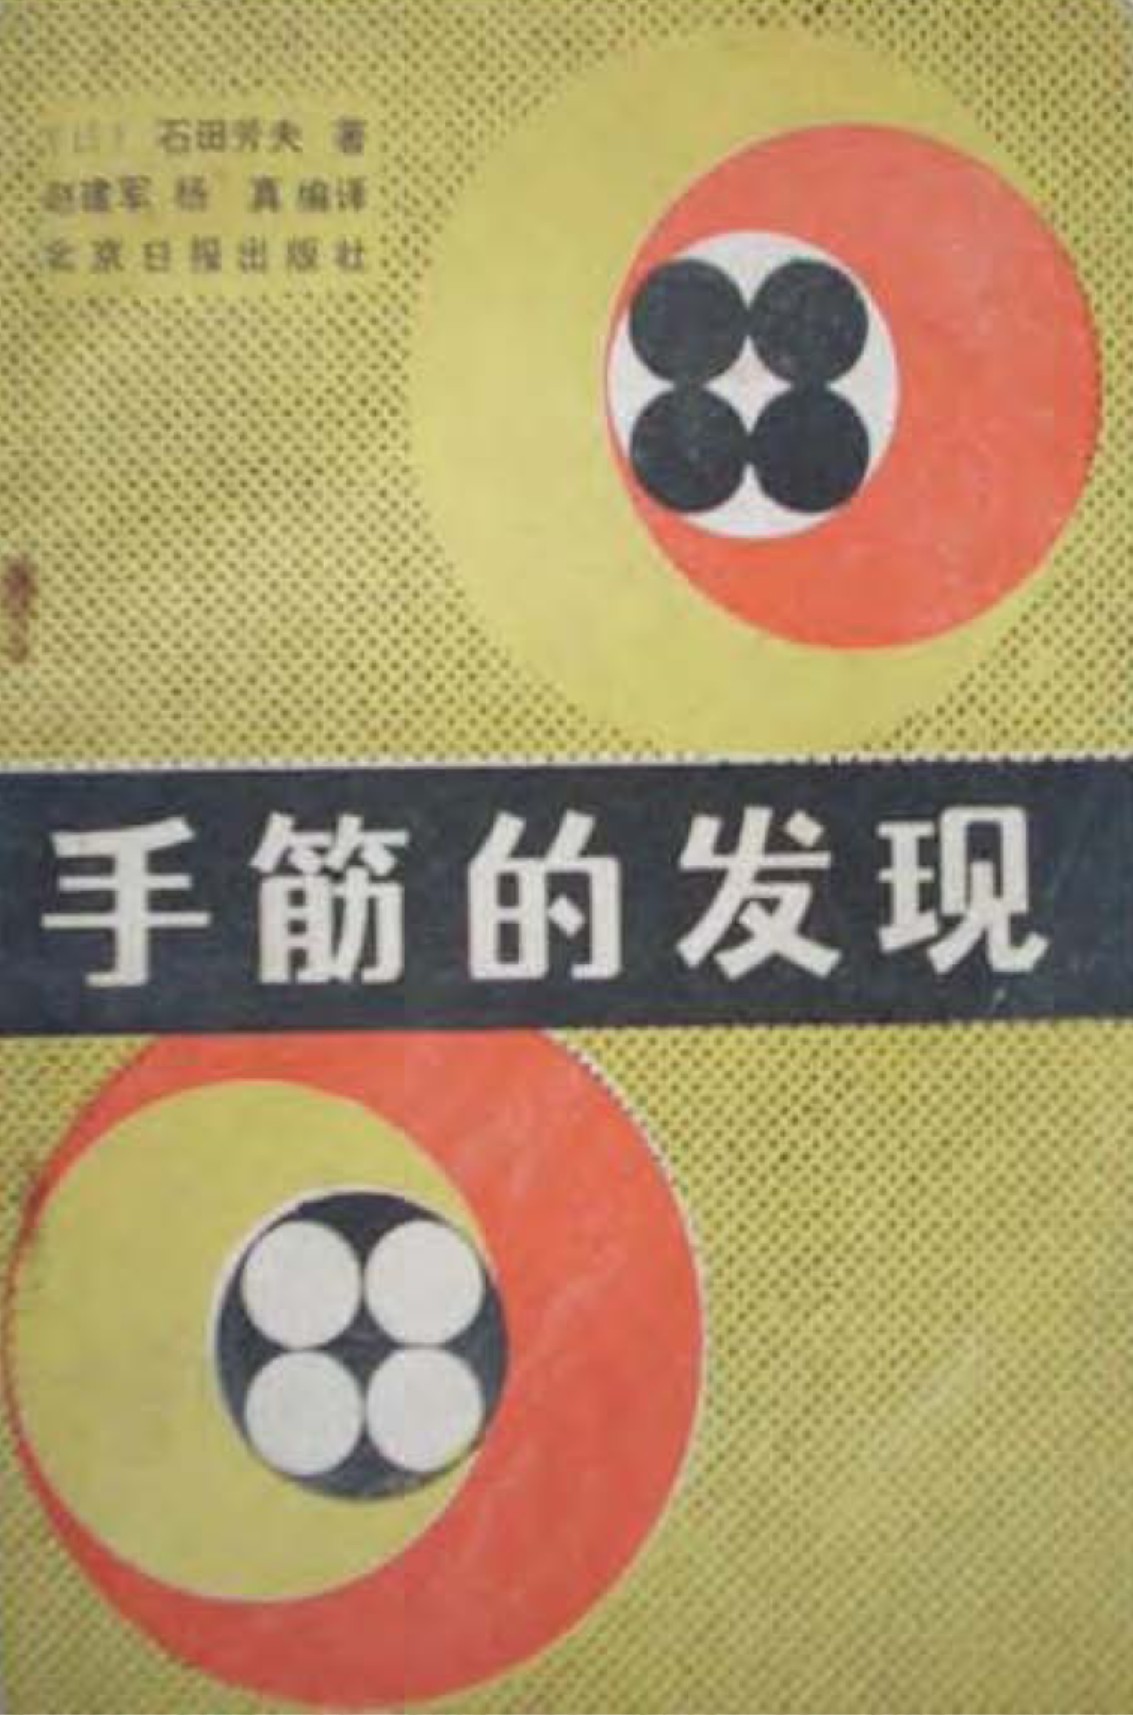 石田芳夫 著
赵建军 杨 真 编译
北京日报出版社
手筋的发现